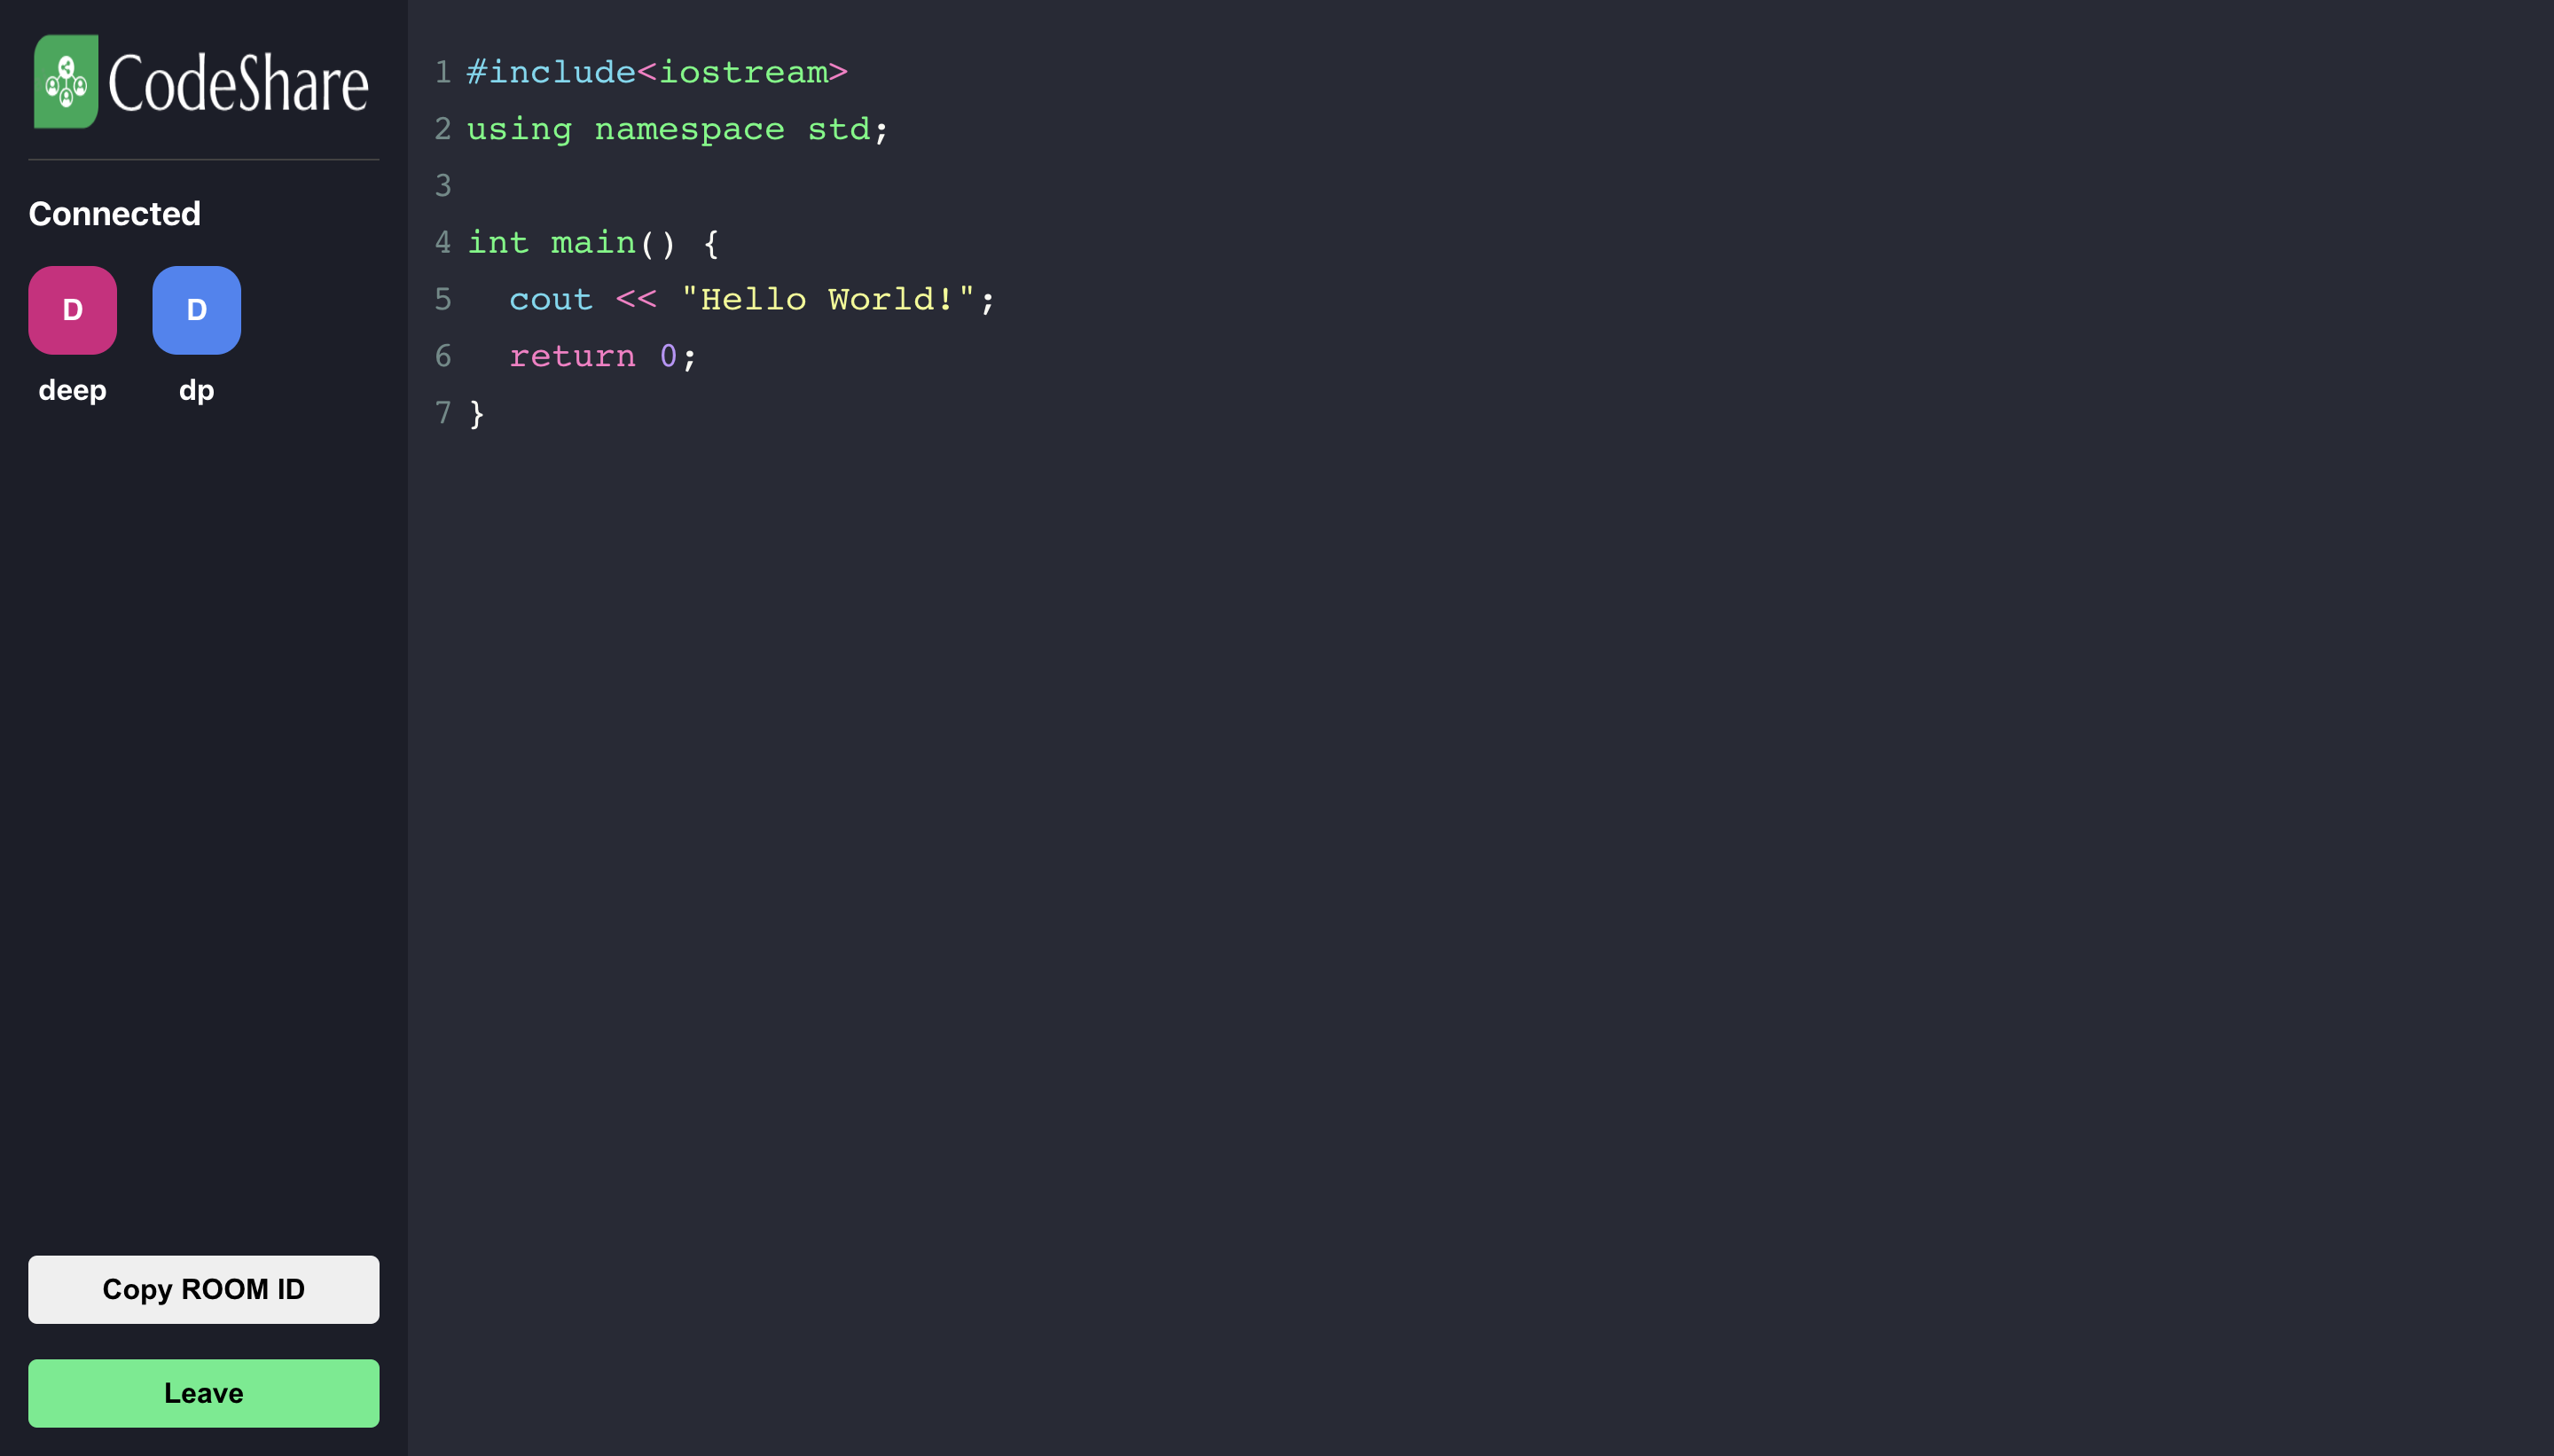 CodeShare
Connected
D D
deep dp
Copy ROOM ID
Leave
1 #include<iostream>
2 using namespace std;
3
4 int main() {
5   cout << "Hello World!";
6   return 0;
7 }